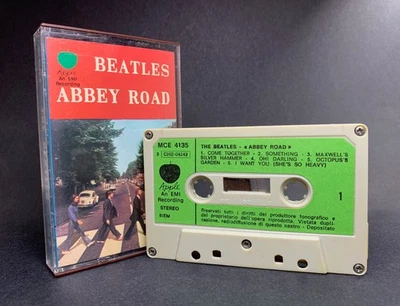 Apple
An EMI
Recording
BEATLES
ABBEY ROAD
MCE 4135
THE BEATLES - « ABBEY ROAD »
1. COME TOGETHER - 2. SOMETHING - 3. MAXWELL'S
SILVER HAMMER - 4. OH! DARLING - 5. OCTOPUS'S
GARDEN - 6. I WANT YOU (SHE'S SO HEAVY)
Apple
An EMI
Recording
STEREO
SIEM
1
Riservati tutti i diritti del produttore fonografico e
del proprietario dell'opera riprodotta. Vietata dupli-
cazione, radiodiffusione di questo nastro - Depositato